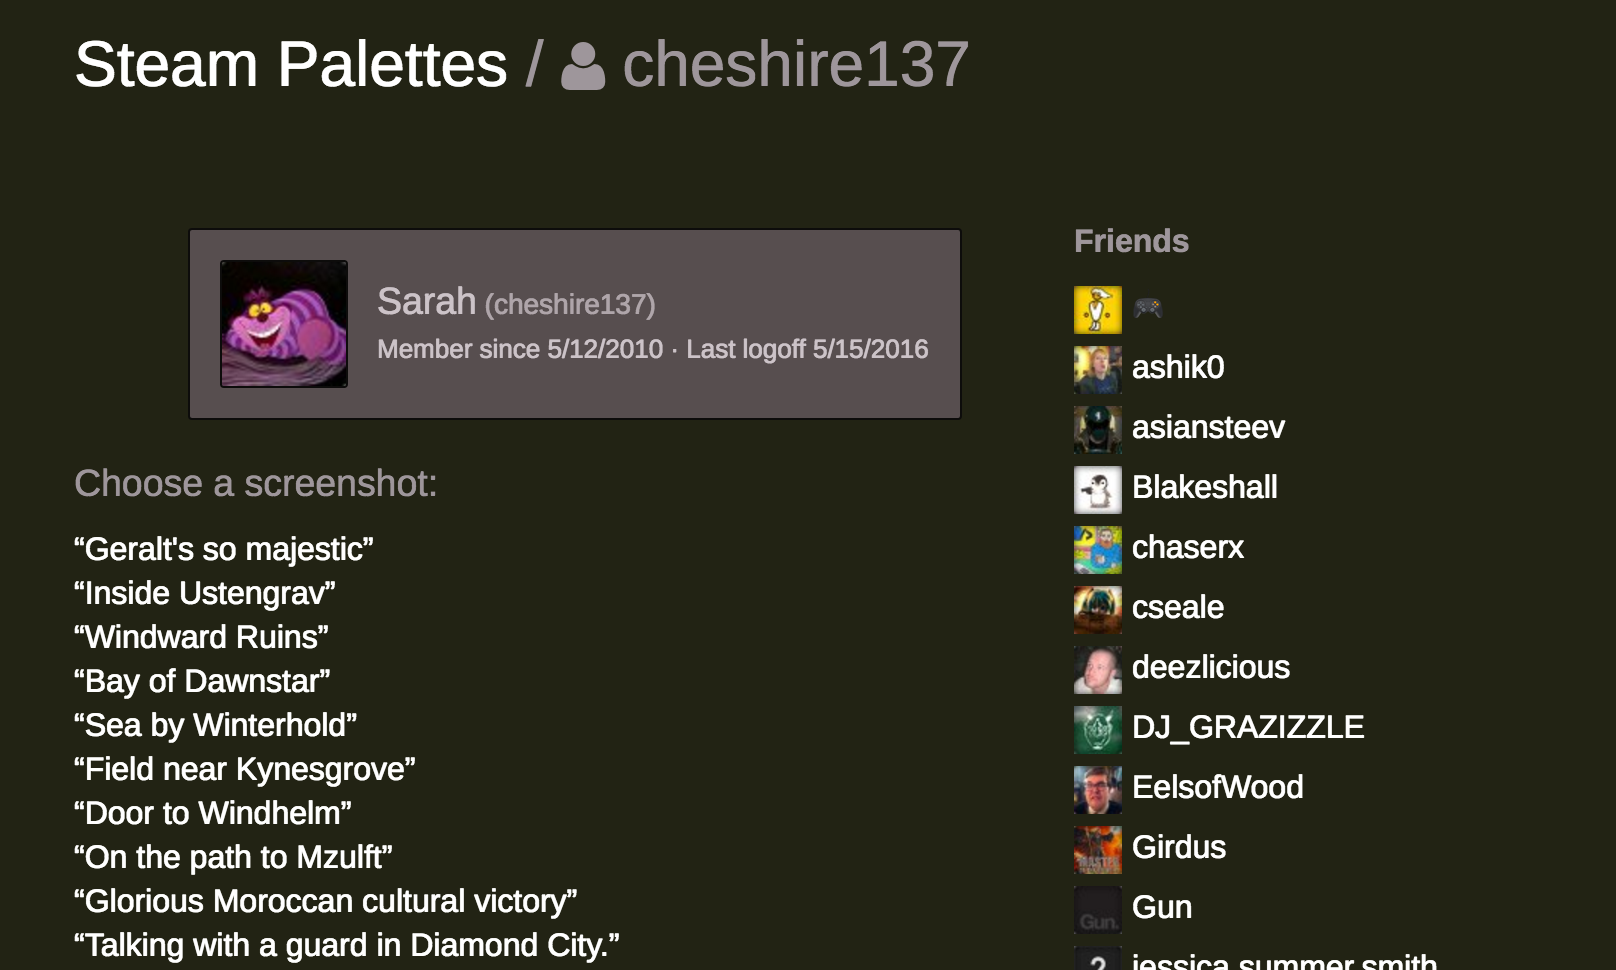 Steam Palettes / cheshire137
Sarah (cheshire137)
Member since 5/12/2010 · Last logoff 5/15/2016
Choose a screenshot:
“Geralt's so majestic”
“Inside Ustengrav”
“Windward Ruins”
“Bay of Dawnstar”
“Sea by Winterhold”
“Field near Kynesgrove”
“Door to Windhelm”
“On the path to Mzulft”
“Glorious Moroccan cultural victory”
“Talking with a guard in Diamond City.”
Friends
🎮
ashik0
asiansteev
Blakeshall
chaserx
cseale
deezlicious
DJ_GRAZIZZLE
EelsofWood
MASTER
Girdus
Gun.
Gun
?
jessica.summer.smith